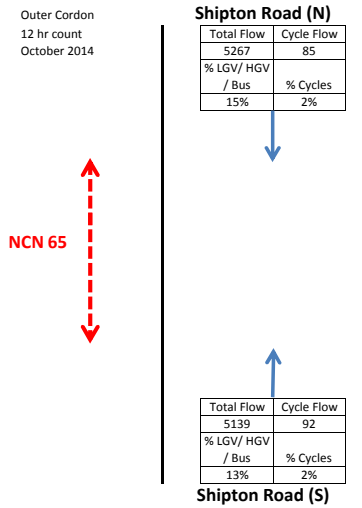 Outer Cordon
12 hr count
October 2014
Shipton Road (N)
Total Flow Cycle Flow
5267 85
% LGV/ HGV
/ Bus % Cycles
15% 2%
NCN 65
Total Flow Cycle Flow
5139 92
% LGV/ HGV
/ Bus % Cycles
13% 2%
Shipton Road (S)